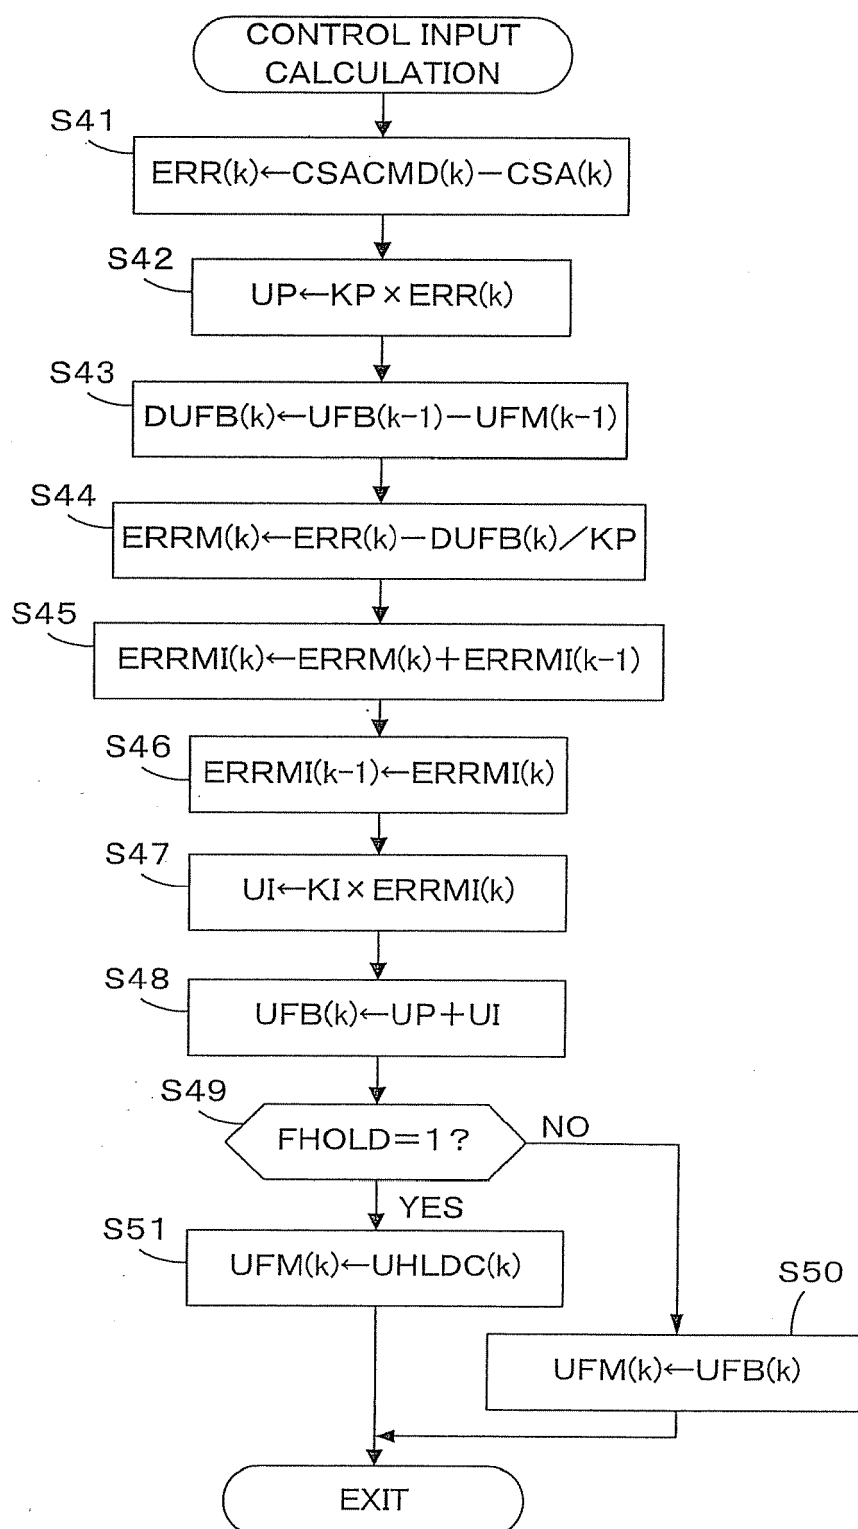 CONTROL INPUT
CALCULATION
S41
ERR(k)←CSACMD(k)−CSA(k)
S42
UP←KP×ERR(k)
S43
DUFB(k)←UFB(k-1)−UFM(k-1)
S44
ERRM(k)←ERR(k)−DUFB(k)／KP
S45
ERRMI(k)←ERRM(k)+ERRMI(k-1)
S46
ERRMI(k-1)←ERRMI(k)
S47
UI←KI×ERRMI(k)
S48
UFB(k)←UP+UI
S49
FHOLD=1?
NO
YES
S51
UFM(k)←UHLDC(k)
S50
UFM(k)←UFB(k)
EXIT